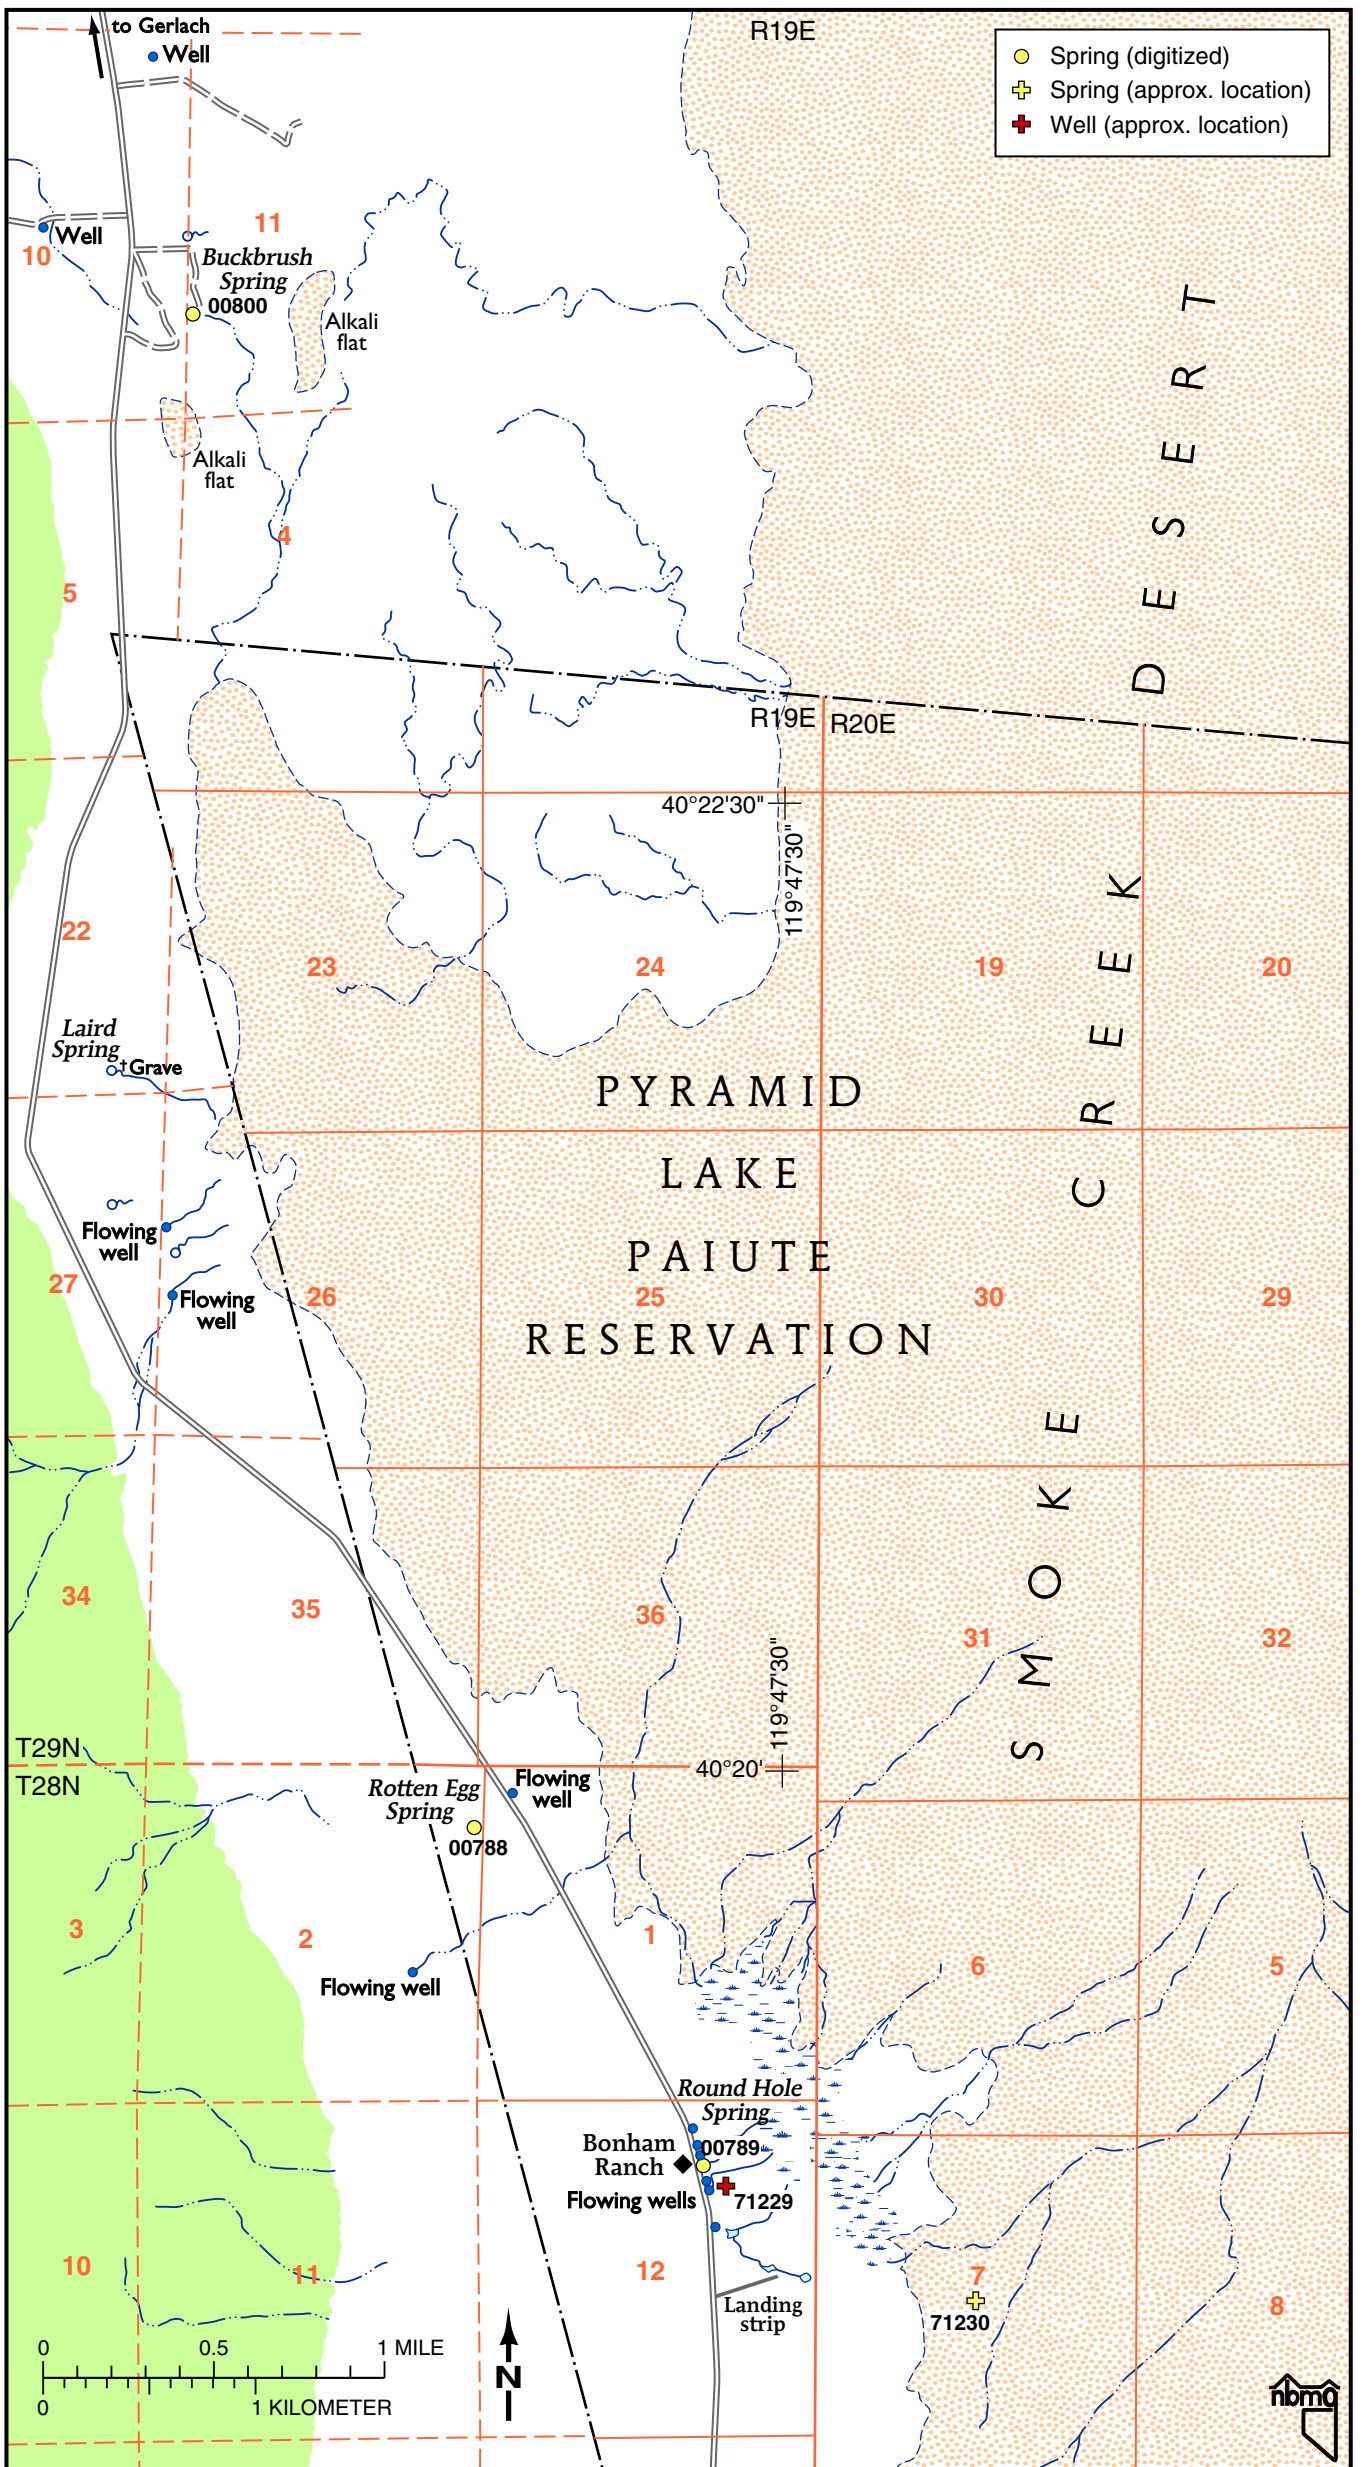 to Gerlach
R19E
Well
Spring (digitized)
Spring (approx. location)
Well (approx. location)
11
Well
10
Buckbrush
Spring
00800
Alkali
flat
Alkali
flat
4
5
DESERT
R19E
R20E
40°22'30"
119°47'30"
22
23
24
19
20
CREEK
Laird
Spring
†Grave
PYRAMID
LAKE
PAIUTE
RESERVATION
Flowing
well
27
Flowing
well
26
25
30
29
SMOKE
34
35
36
31
32
119°47'30"
T29N
T28N
40°20'
Rotten Egg
Spring
00788
Flowing
well
3
2
1
6
5
Flowing well
Round Hole
Spring
00789
Bonham
Ranch
Flowing wells
71229
10
11
12
7
8
Landing
strip
71230
0 0.5 1 MILE
0 1 KILOMETER
N
nbmg